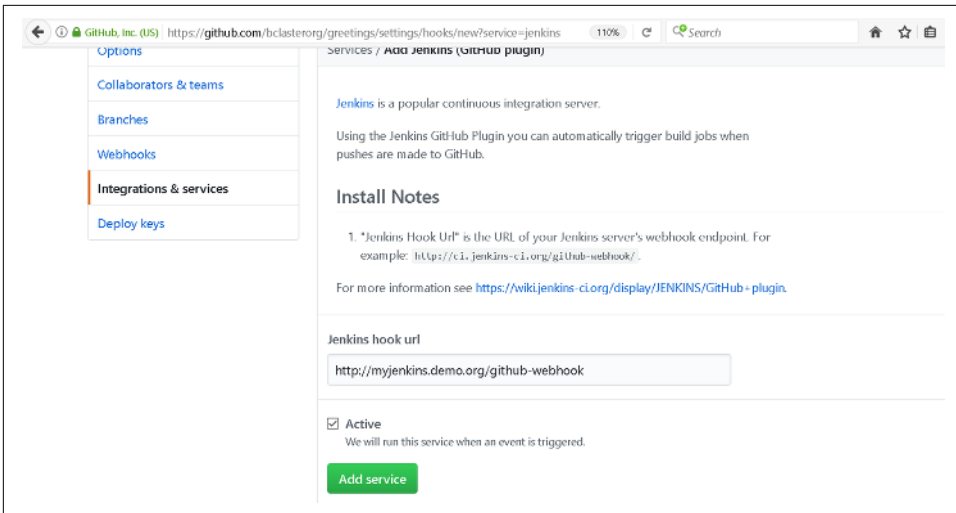 GitHub, Inc. (US) https://github.com/bclasterorg/greetings/settings/hooks/new?service=jenkins 110% Search
Options
Services / Add Jenkins (GitHub plugin)
Collaborators & teams
Branches
Webhooks
Integrations & services
Deploy keys
Jenkins is a popular continuous integration server.
Using the Jenkins GitHub Plugin you can automatically trigger build jobs when
pushes are made to GitHub.
Install Notes
1. "Jenkins Hook Url" is the URL of your Jenkins server's webhook endpoint. For
example: http://ci.jenkins-ci.org/github-webhook/.
For more information see https://wiki.jenkins-ci.org/display/JENKINS/GitHub+plugin.
Jenkins hook url
http://myjenkins.demo.org/github-webhook
Active
We will run this service when an event is triggered.
Add service